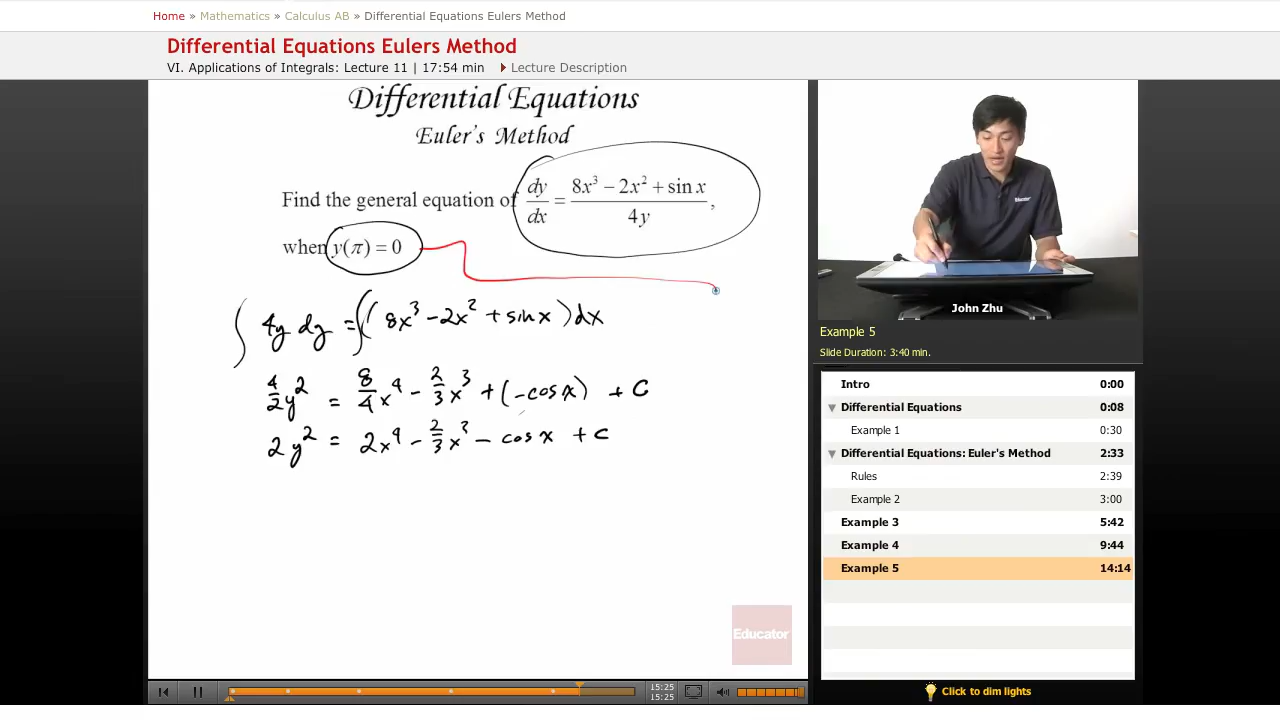 Home » Mathematics » Calculus AB » Differential Equations Eulers Method
Differential Equations Eulers Method
VI. Applications of Integrals: Lecture 11 | 17:54 min Lecture Description
Differential Equations
Euler's Method
Find the general equation of dy/dx = (8x³ − 2x² + sin x)/4y,
when y(π) = 0
∫ 4y dy = ∫(8x³ − 2x² + sin x) dx
4/2 y² = 8/4 x⁴ − 2/3 x³ + (−cos x) + C
2y² = 2x⁴ − 2/3 x³ − cos x + C
Educator
15:25
15:25
Educator
John Zhu
Example 5
Slide Duration: 3:40 min.
Intro 0:00
Differential Equations 0:08
Example 1 0:30
Differential Equations: Euler's Method 2:33
Rules 2:39
Example 2 3:00
Example 3 5:42
Example 4 9:44
Example 5 14:14
Click to dim lights